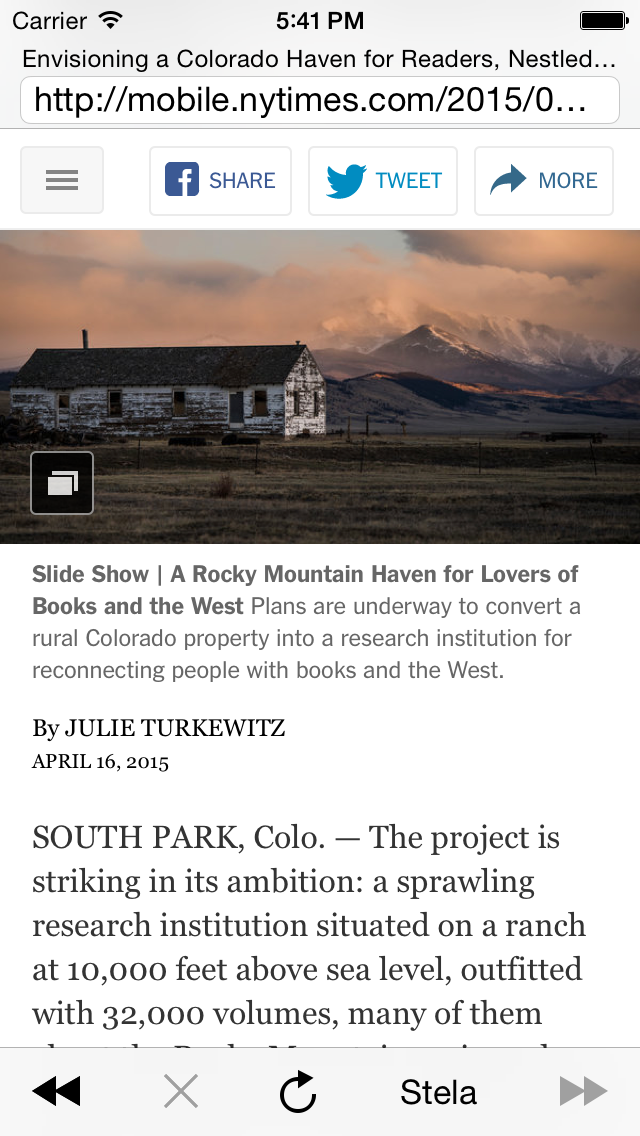 Carrier 5:41 PM
Envisioning a Colorado Haven for Readers, Nestled...
http://mobile.nytimes.com/2015/0...
SHARE TWEET MORE
Slide Show | A Rocky Mountain Haven for Lovers of
Books and the West Plans are underway to convert a
rural Colorado property into a research institution for
reconnecting people with books and the West.
By JULIE TURKEWITZ
APRIL 16, 2015
SOUTH PARK, Colo. — The project is
striking in its ambition: a sprawling
research institution situated on a ranch
at 10,000 feet above sea level, outfitted
with 32,000 volumes, many of them
Stela